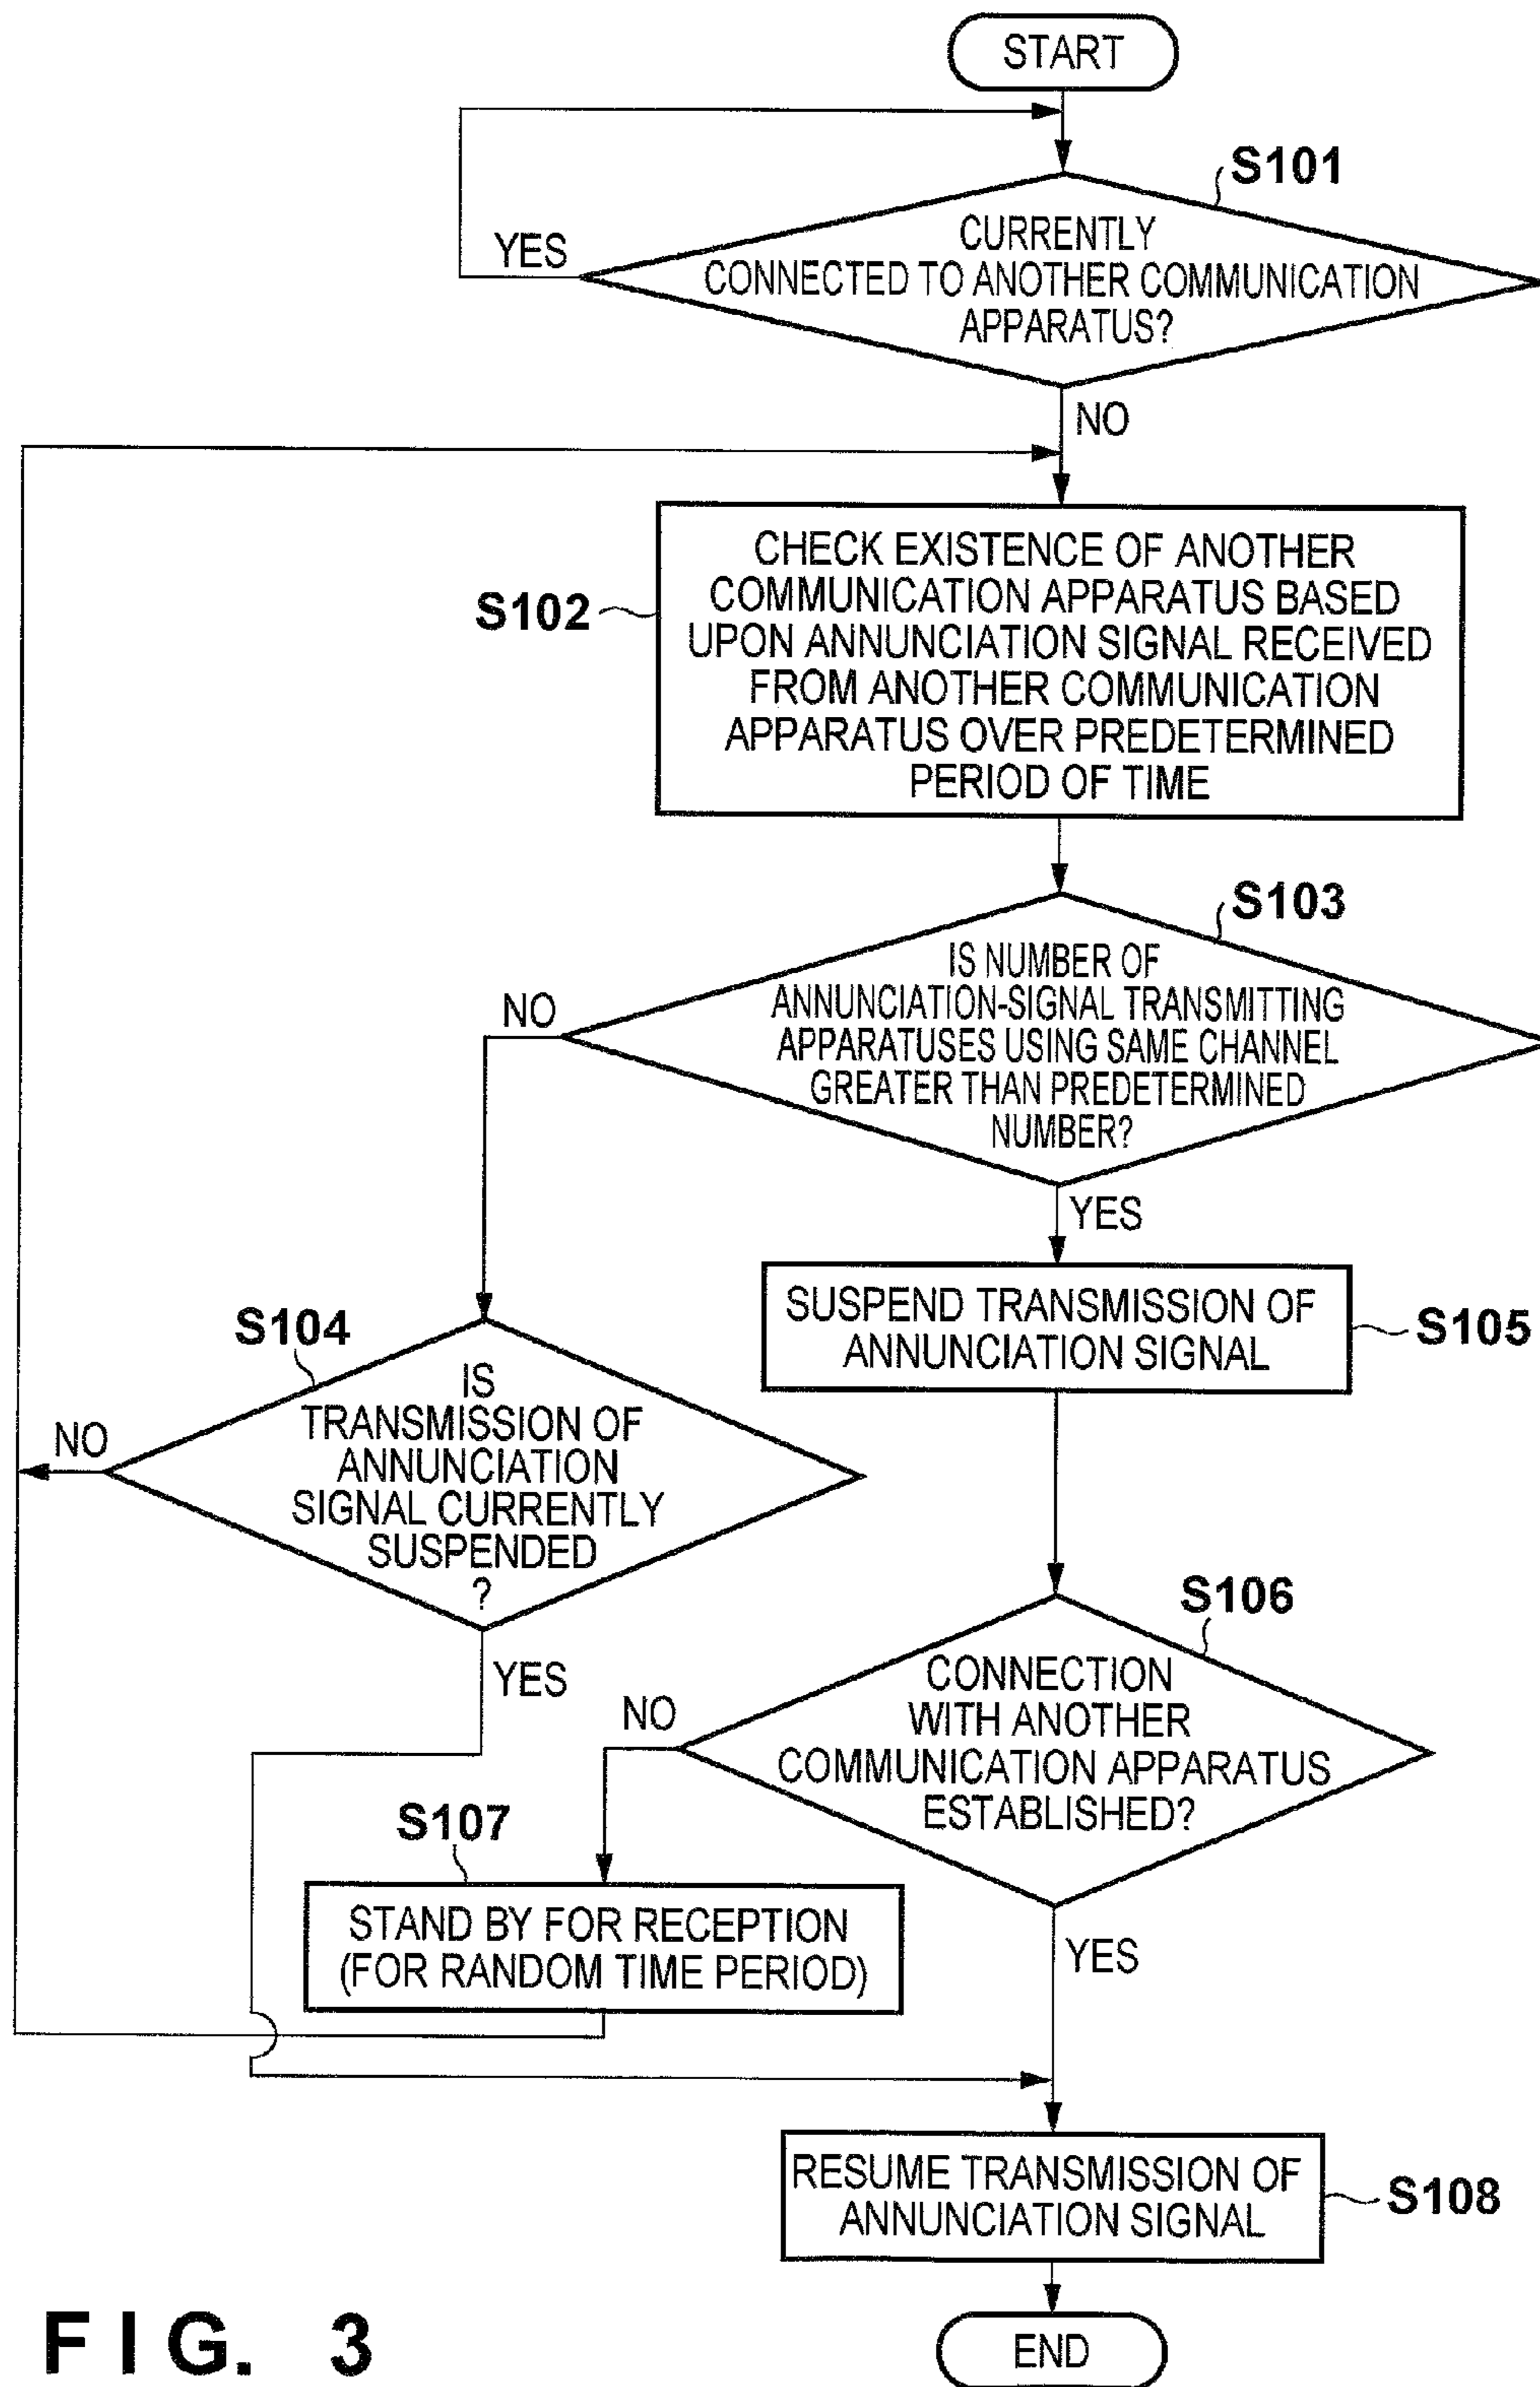 START
S101
CURRENTLY
CONNECTED TO ANOTHER COMMUNICATION
APPARATUS?
YES
NO
S102
CHECK EXISTENCE OF ANOTHER
COMMUNICATION APPARATUS BASED
UPON ANNUNCIATION SIGNAL RECEIVED
FROM ANOTHER COMMUNICATION
APPARATUS OVER PREDETERMINED
PERIOD OF TIME
S103
IS NUMBER OF
ANNUNCIATION-SIGNAL TRANSMITTING
APPARATUSES USING SAME CHANNEL
GREATER THAN PREDETERMINED
NUMBER?
NO
YES
SUSPEND TRANSMISSION OF
ANNUNCIATION SIGNAL
S105
S104
IS
TRANSMISSION OF
ANNUNCIATION
SIGNAL CURRENTLY
SUSPENDED
?
NO
YES
S106
CONNECTION
WITH ANOTHER
COMMUNICATION APPARATUS
ESTABLISHED?
NO
YES
S107
STAND BY FOR RECEPTION
(FOR RANDOM TIME PERIOD)
RESUME TRANSMISSION OF
ANNUNCIATION SIGNAL
S108
END
FIG. 3